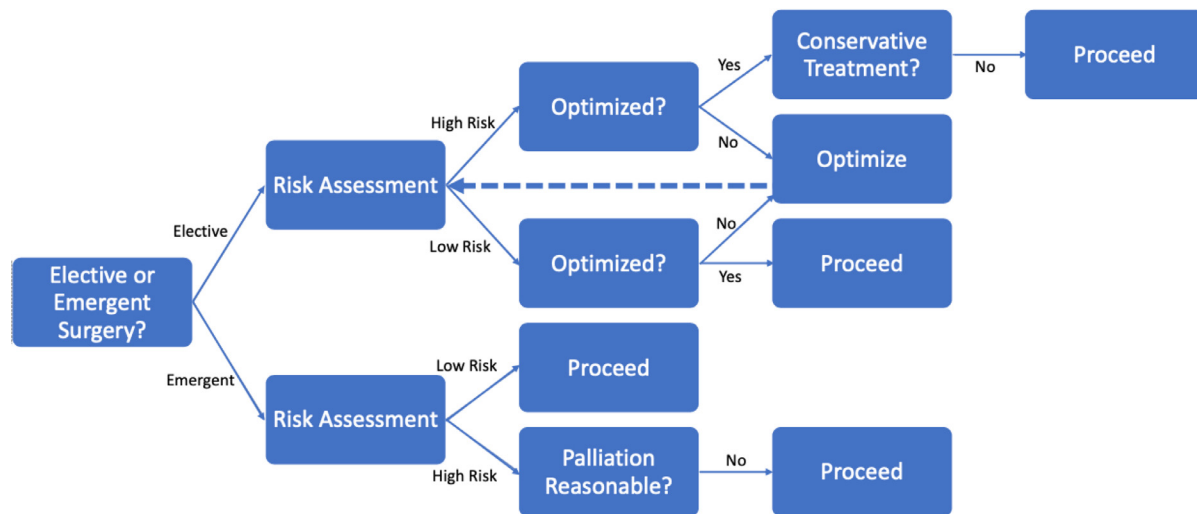 Conservative
Treatment?
Proceed
Yes
No
Optimized?
High Risk
No
Optimize
Risk Assessment
Elective
Low Risk
No
Optimized?
Yes
Proceed
Elective or
Emergent
Surgery?
Emergent
Low Risk
Proceed
Risk Assessment
High Risk
Palliation
Reasonable?
No
Proceed